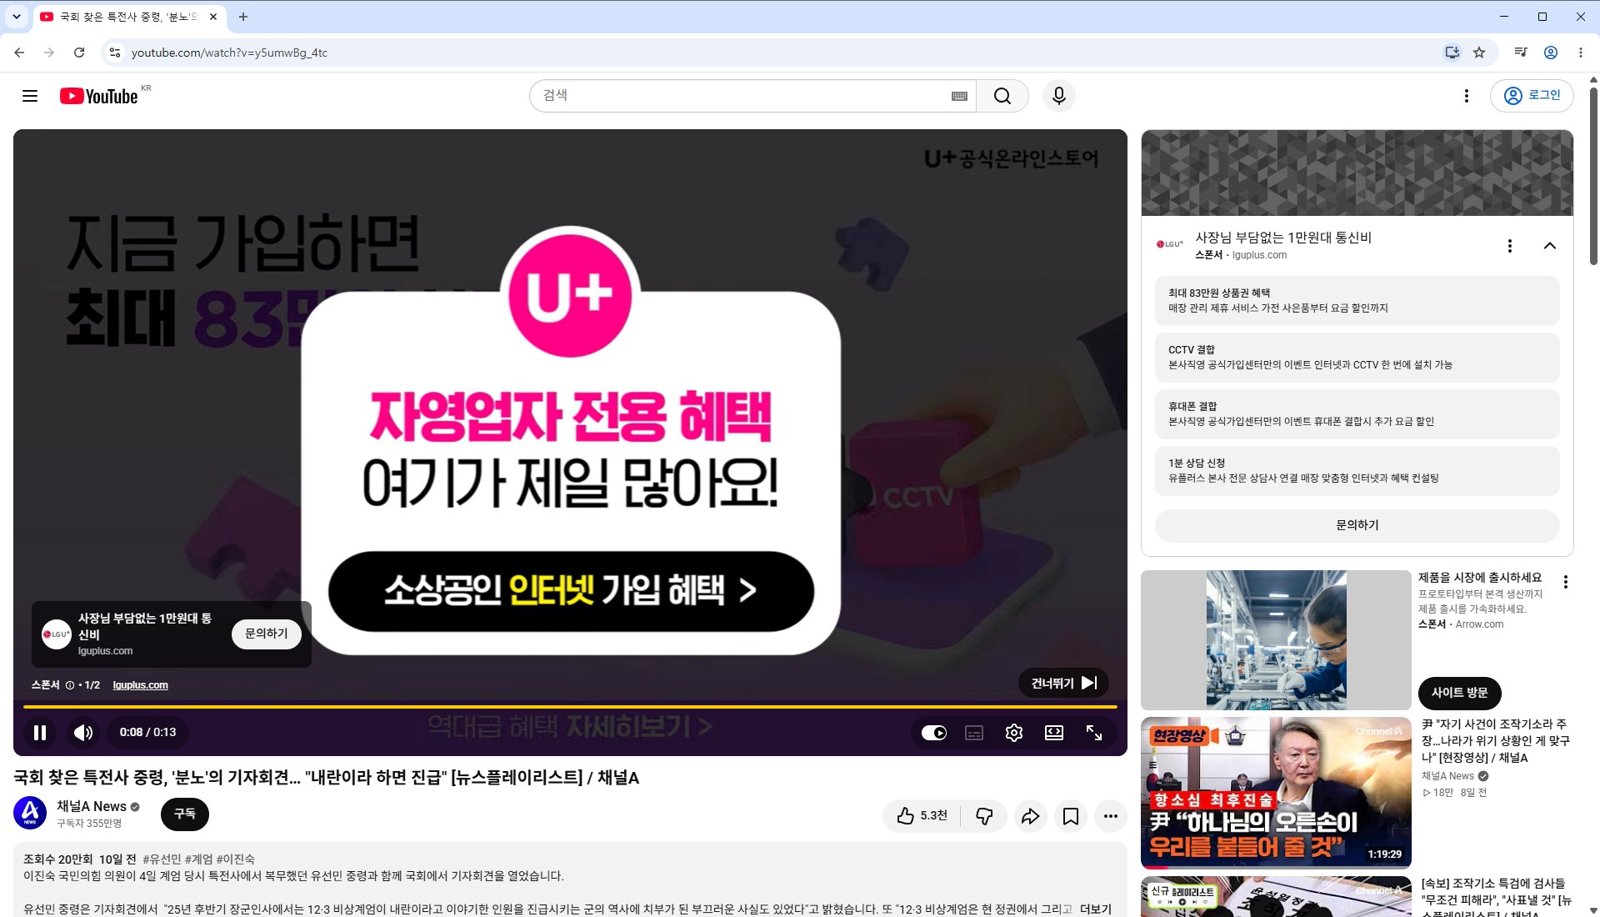 국회 찾은 특전사 중령, '분노'의
youtube.com/watch?v=y5umwBg_4tc
YouTube KR
검색
로그인
U+공식온라인스토어
지금 가입하면
최대 83만
U+
자영업자 전용 혜택
여기가 제일 많아요!
소상공인 인터넷 가입 혜택 >
CCTV
LG U+
사장님 부담없는 1만원대 통신비
lguplus.com
문의하기
스폰서 • 1/2 lguplus.com
건너뛰기
역대급 혜택 자세히보기 >
0:08 / 0:13
국회 찾은 특전사 중령, '분노'의 기자회견... "내란이라 하면 진급" [뉴스플레이리스트] / 채널A
NEWS
채널A News
구독자 355만명
구독
5.3천
조회수 20만회 10일 전 #유선민 #계엄 #이진숙
이진숙 국민의힘 의원이 4일 계엄 당시 특전사에서 복무했던 유선민 중령과 함께 국회에서 기자회견을 열었습니다.
유선민 중령은 기자회견에서 "25년 후반기 장군인사에서는 12·3 비상계엄이 내란이라고 이야기한 인원을 진급시키는 군의 역사에 치부가 된 부끄러운 사실도 있었다"고 밝혔습니다. 또 "12·3 비상계엄은 현 정권에서 그리고 더보기
LG U+
사장님 부담없는 1만원대 통신비
스폰서 · lguplus.com
최대 83만원 상품권 혜택
매장 관리 제휴 서비스 가전 사은품부터 요금 할인까지
CCTV 결합
본사직영 공식가입센터만의 이벤트 인터넷과 CCTV 한 번에 설치 가능
휴대폰 결합
본사직영 공식가입센터만의 이벤트 휴대폰 결합시 추가 요금 할인
1분 상담 신청
유플러스 본사 전문 상담사 연결 매장 맞춤형 인터넷과 혜택 컨설팅
문의하기
제품을 시장에 출시하세요
프로토타입부터 본격 생산까지
제품 출시를 가속화하세요.
스폰서 · Arrow.com
사이트 방문
현장영상
Channel A
항소심 최후진술
尹 "하나님의 오른손이
우리를 붙들어 줄 것"
1:19:29
尹 "자기 사건이 조작기소라 주
장...나라가 위기 상황인 게 맞구
나" [현장영상] / 채널A
채널A News
18만 8일 전
신규
플레이리스트
Channel A
[속보] 조작기소 특검에 검사들
"무조건 피해라", "사표낼 것" [뉴